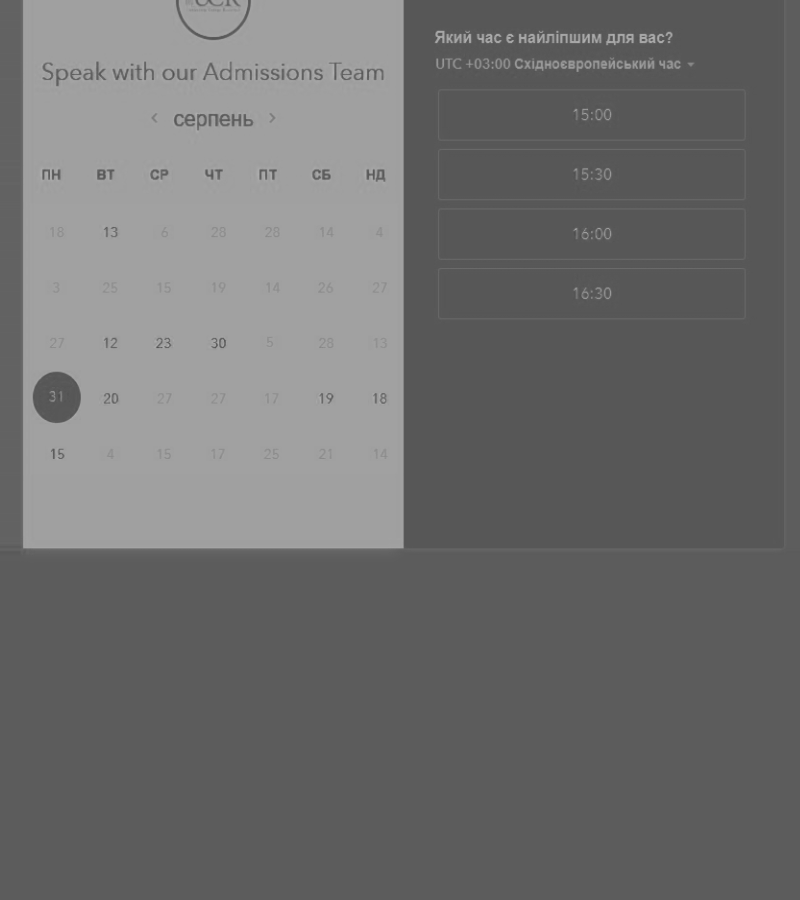 UCR
Speak with our Admissions Team
серпень
ПН ВТ СР ЧТ ПТ СБ НД
18 13 6 28 28 14 4
3 25 15 19 14 26 27
27 12 23 30 5 28 13
31 20 27 27 17 19 18
15 4 15 17 25 21 14
Який час є найліпшим для вас?
UTC +03:00 Східноєвропейський час
15:00
15:30
16:00
16:30